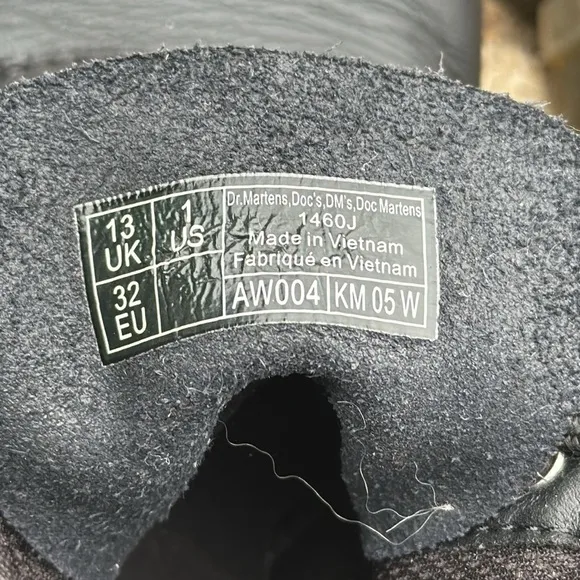 13 UK
1 US
32 EU
Dr.Martens,Doc's,DM's,Doc Martens
1460J
Made in Vietnam
Fabriqué en Vietnam
AW004
KM 05 W